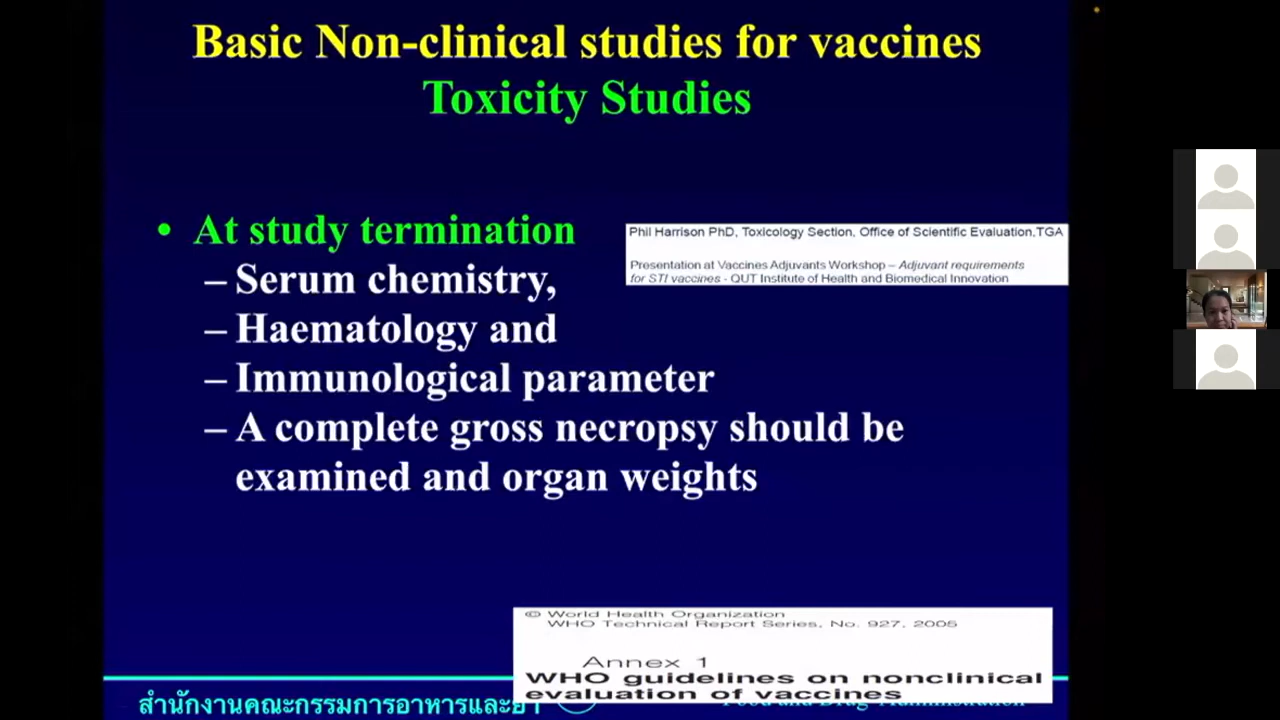 Basic Non-clinical studies for vaccines
Toxicity Studies
• At study termination
– Serum chemistry,
– Haematology and
– Immunological parameter
– A complete gross necropsy should be
examined and organ weights
Phil Harrison PhD, Toxicology Section, Office of Scientific Evaluation,TGA
Presentation at Vaccines Adjuvants Workshop – Adjuvant requirements
for STI vaccines - QUT Institute of Health and Biomedical Innovation
© World Health Organization
WHO Technical Report Series, No. 927, 2005
Annex 1
WHO guidelines on nonclinical
evaluation of vaccines
สำนักงานคณะกรรมการอาหารและยา
Food and Drug Administration